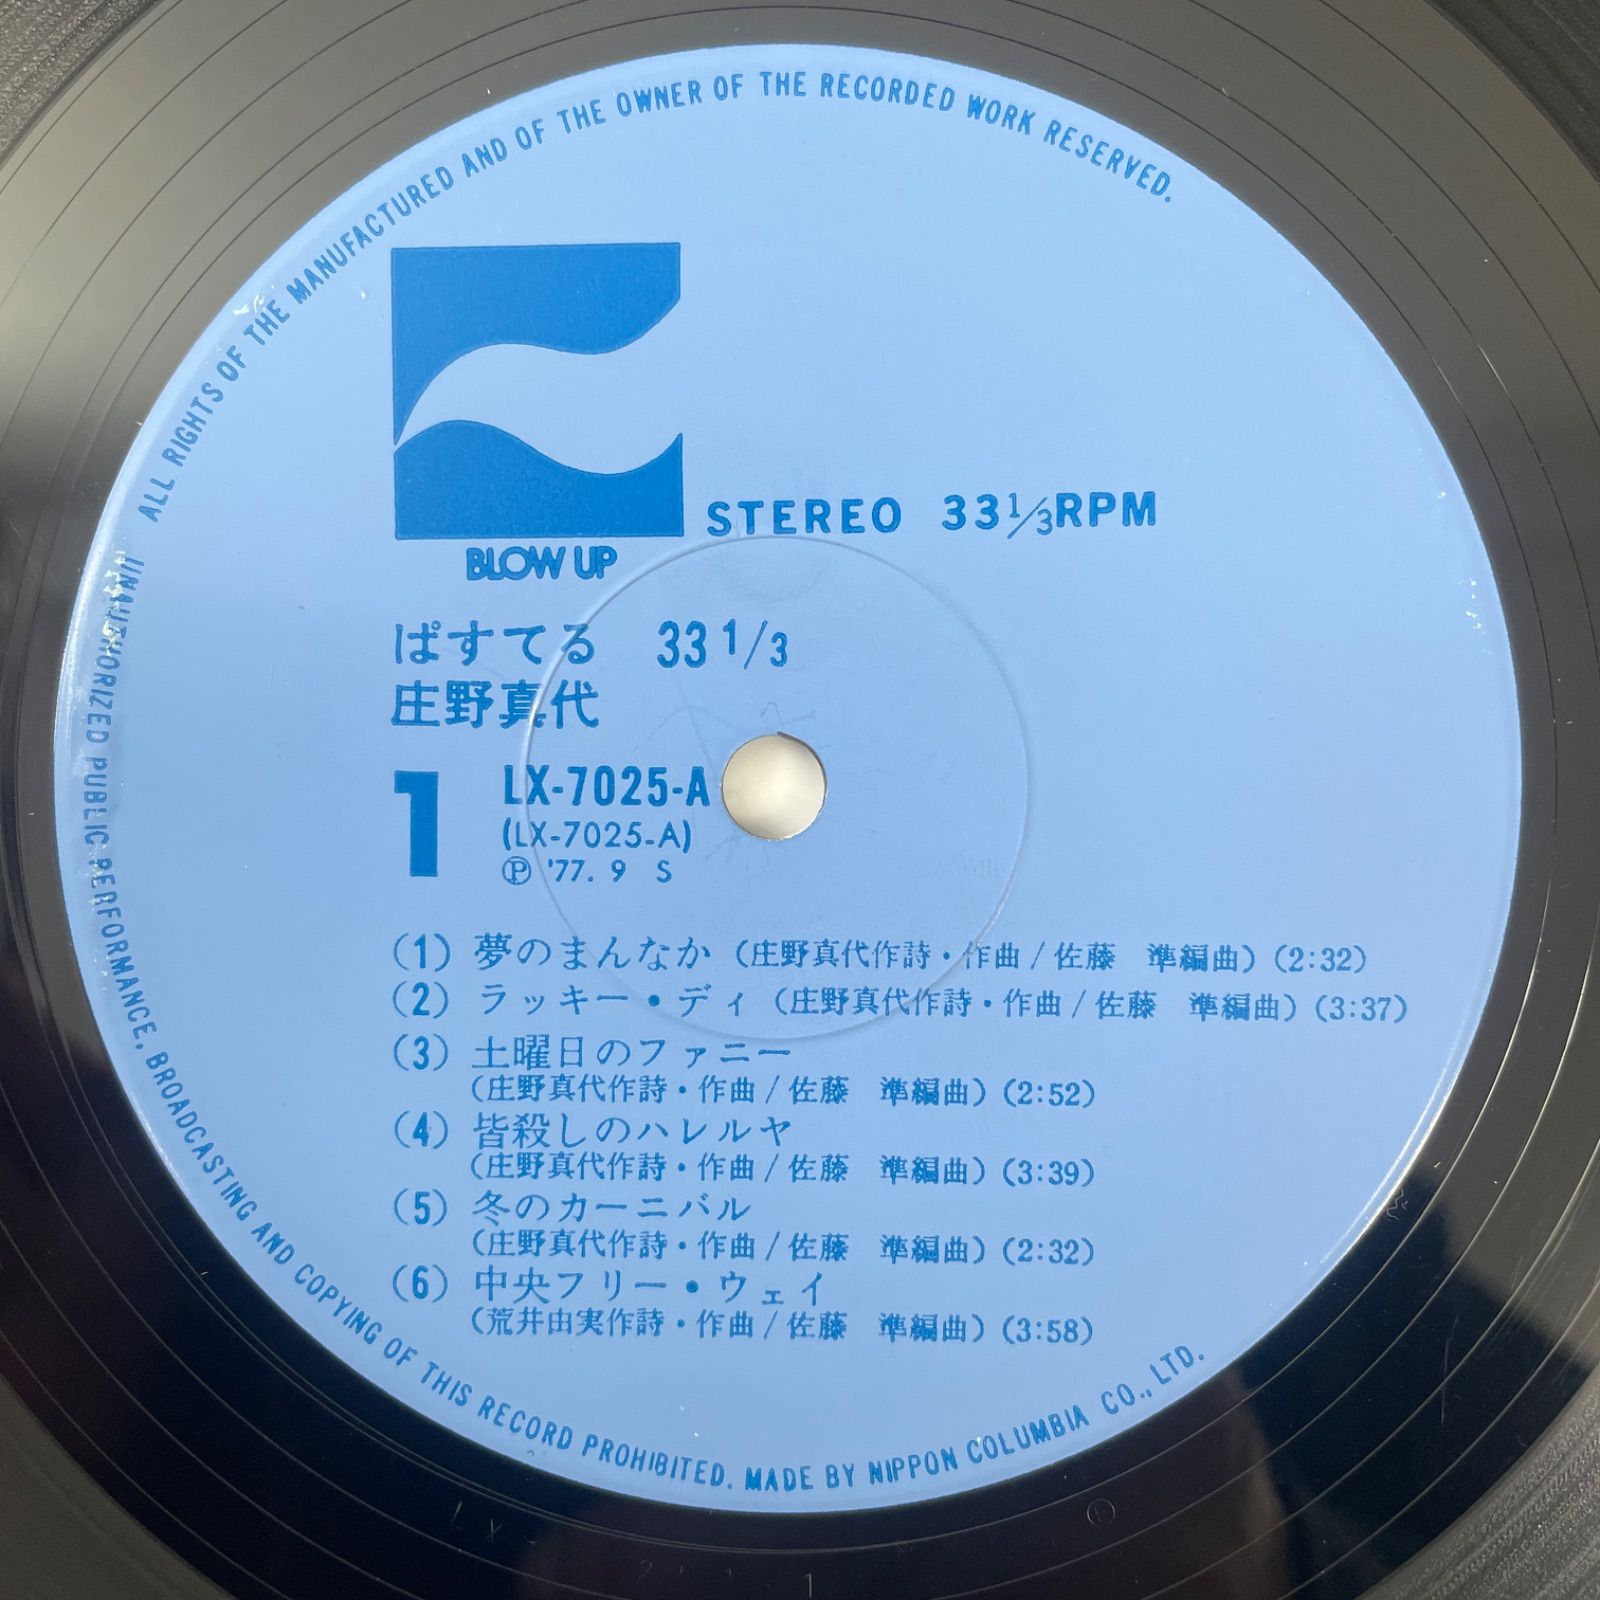 ALL RIGHTS OF THE MANUFACTURED AND OF THE OWNER OF THE RECORDED WORK RESERVED.
BLOW UP
STEREO 33 1/3 RPM
ぱすてる 33 1/3
庄野真代
1
LX-7025-A
(LX-7025-A)
Ⓟ '77. 9 S
(1) 夢のまんなか (庄野真代作詩・作曲/佐藤 準編曲) (2:32)
(2) ラッキー・ディ (庄野真代作詩・作曲/佐藤 準編曲) (3:37)
(3) 土曜日のファニー
(庄野真代作詩・作曲/佐藤 準編曲) (2:52)
(4) 皆殺しのハレルヤ
(庄野真代作詩・作曲/佐藤 準編曲) (3:39)
(5) 冬のカーニバル
(庄野真代作詩・作曲/佐藤 準編曲) (2:32)
(6) 中央フリー・ウェイ
(荒井由実作詩・作曲/佐藤 準編曲) (3:58)
UNAUTHORIZED PUBLIC PERFORMANCE, BROADCASTING AND COPYING OF THIS RECORD PROHIBITED. MADE BY NIPPON COLUMBIA CO., LTD.